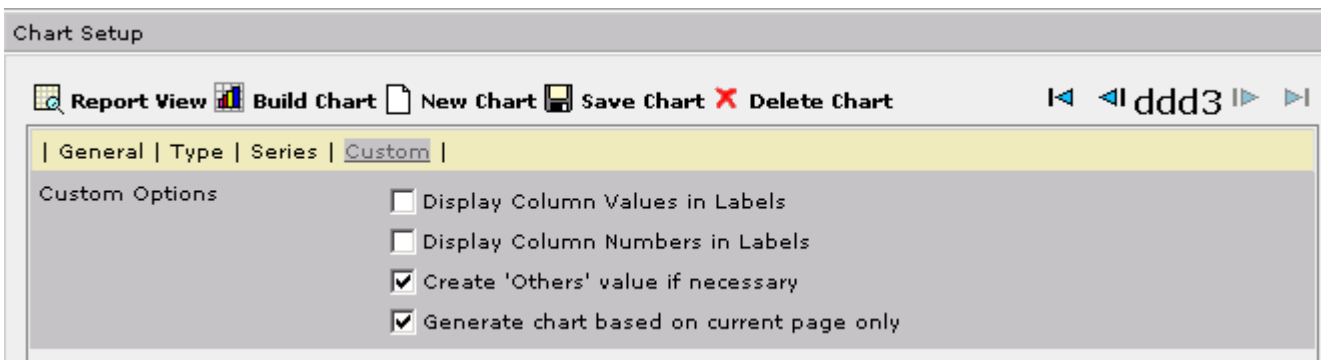 Chart Setup
Report View Build Chart New Chart Save Chart Delete Chart ddd3
| General | Type | Series | Custom |
Custom Options
Display Column Values in Labels
Display Column Numbers in Labels
Create 'Others' value if necessary
Generate chart based on current page only